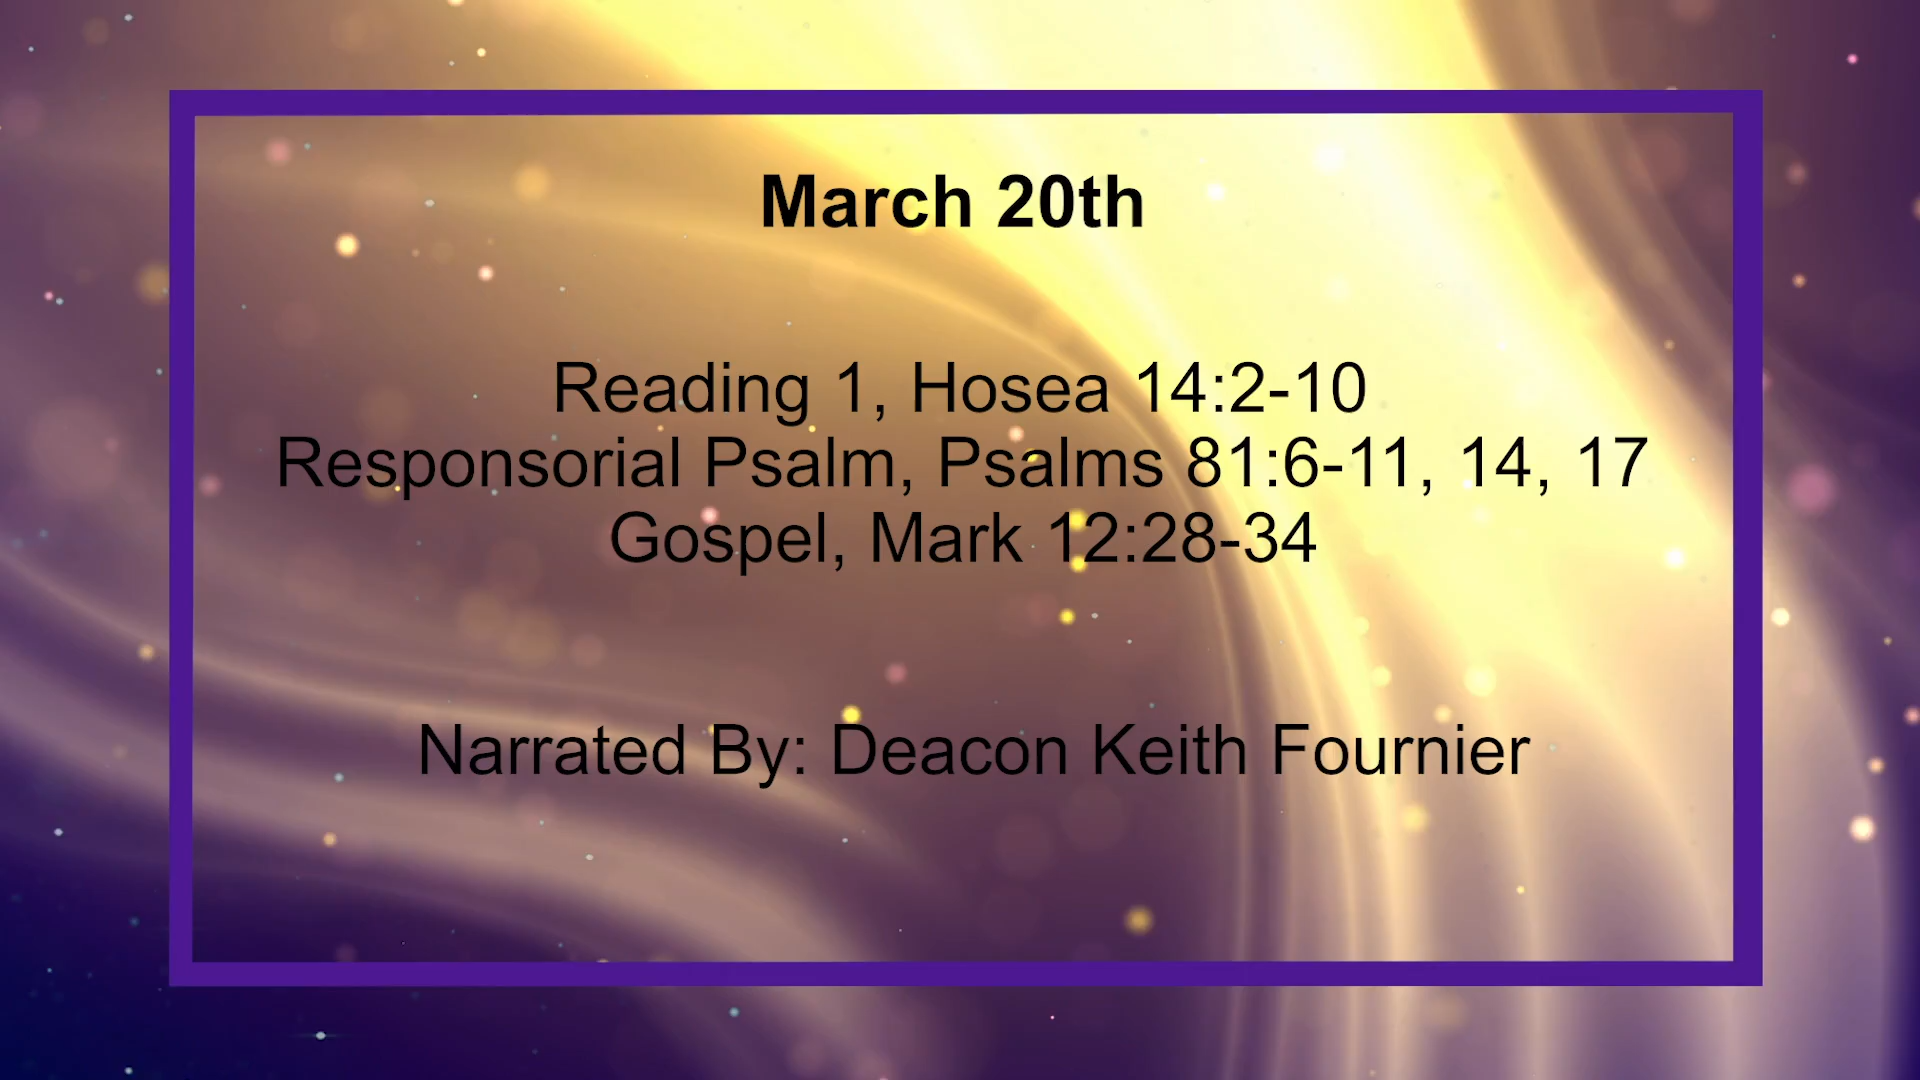 March 20th
Reading 1, Hosea 14:2-10
Responsorial Psalm, Psalms 81:6-11, 14, 17
Gospel, Mark 12:28-34
Narrated By: Deacon Keith Fournier